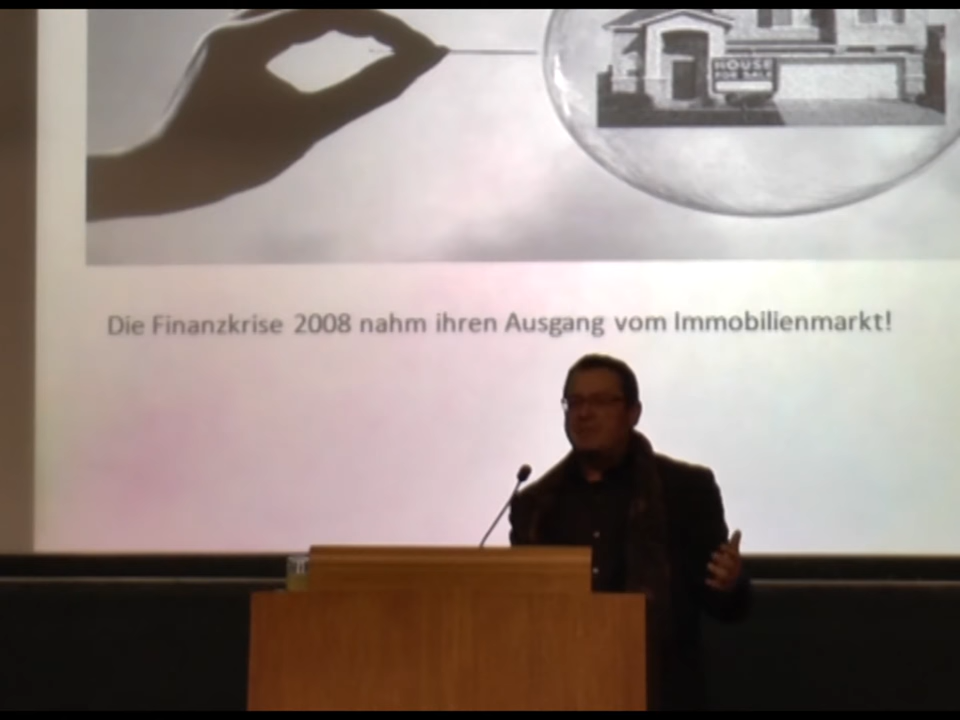 HOUSE
FOR SALE
Die Finanzkrise 2008 nahm ihren Ausgang vom Immobilienmarkt!